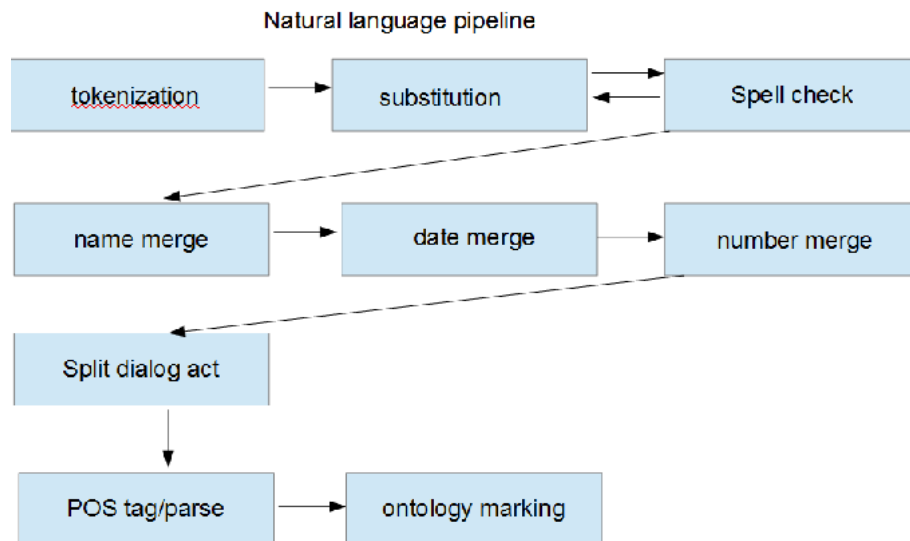 Natural language pipeline
tokenization
substitution
Spell check
name merge
date merge
number merge
Split dialog act
POS tag/parse
ontology marking